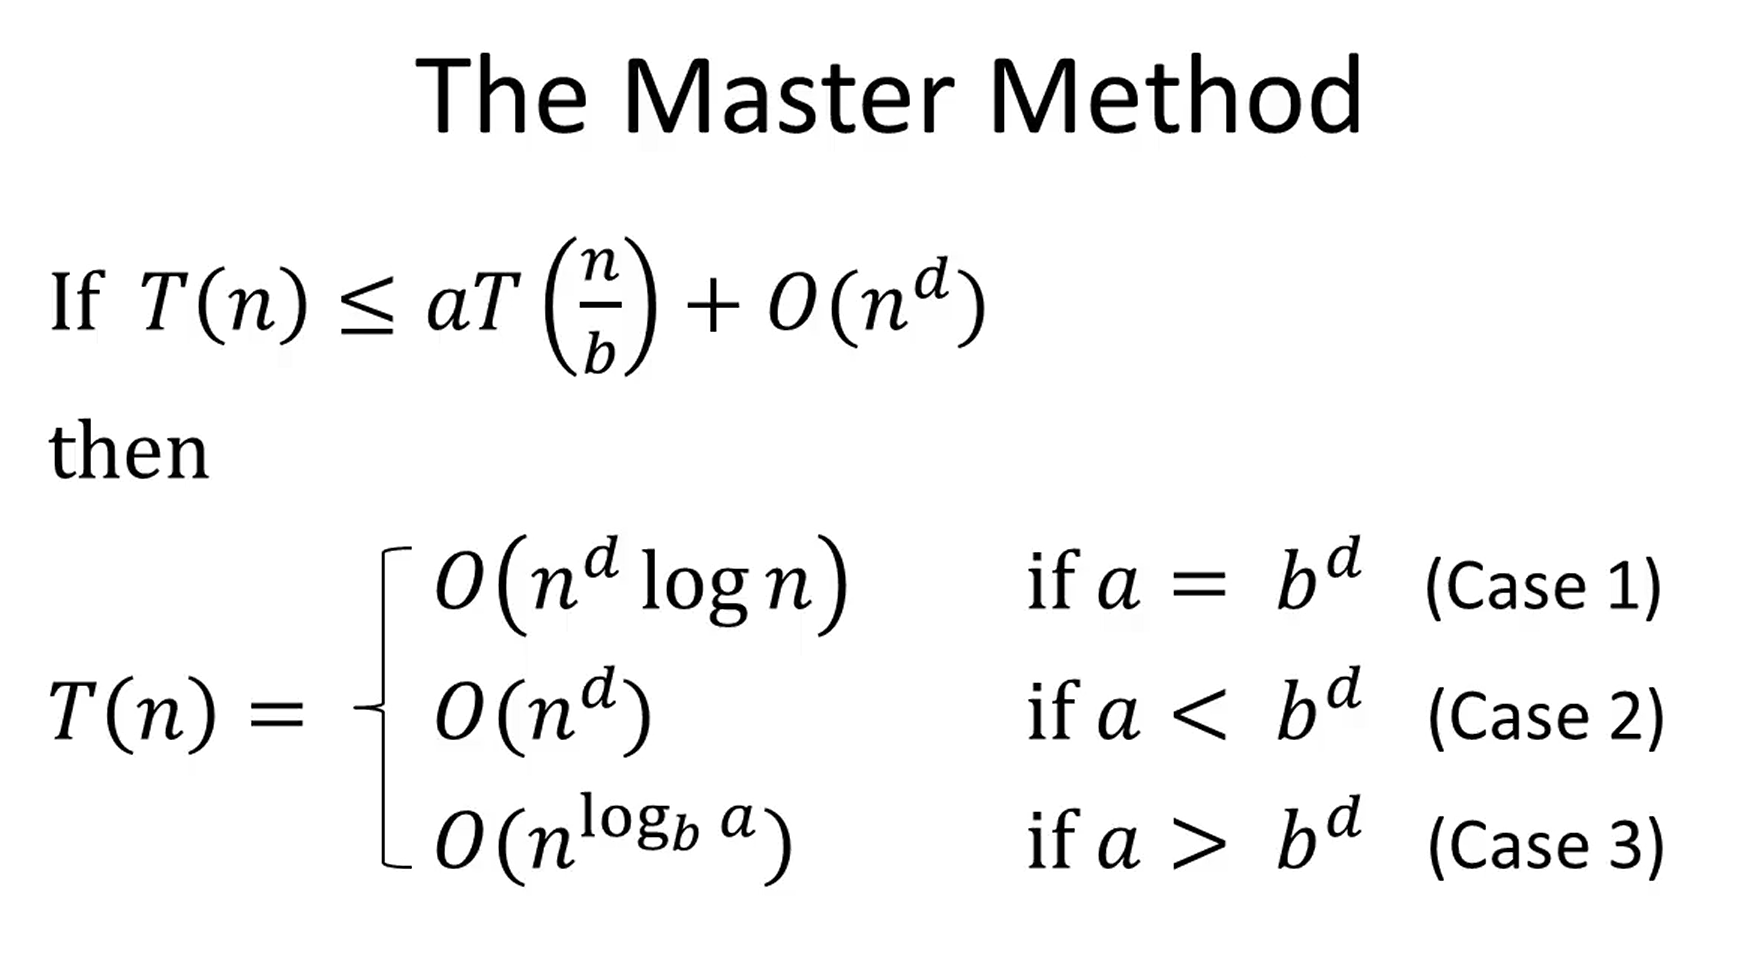 The Master Method
If T(n) ≤ aT(n/b) + O(n^d)
then
T(n) = { O(n^d log n) if a = b^d (Case 1)
O(n^d) if a < b^d (Case 2)
O(n^(log_b a)) if a > b^d (Case 3)